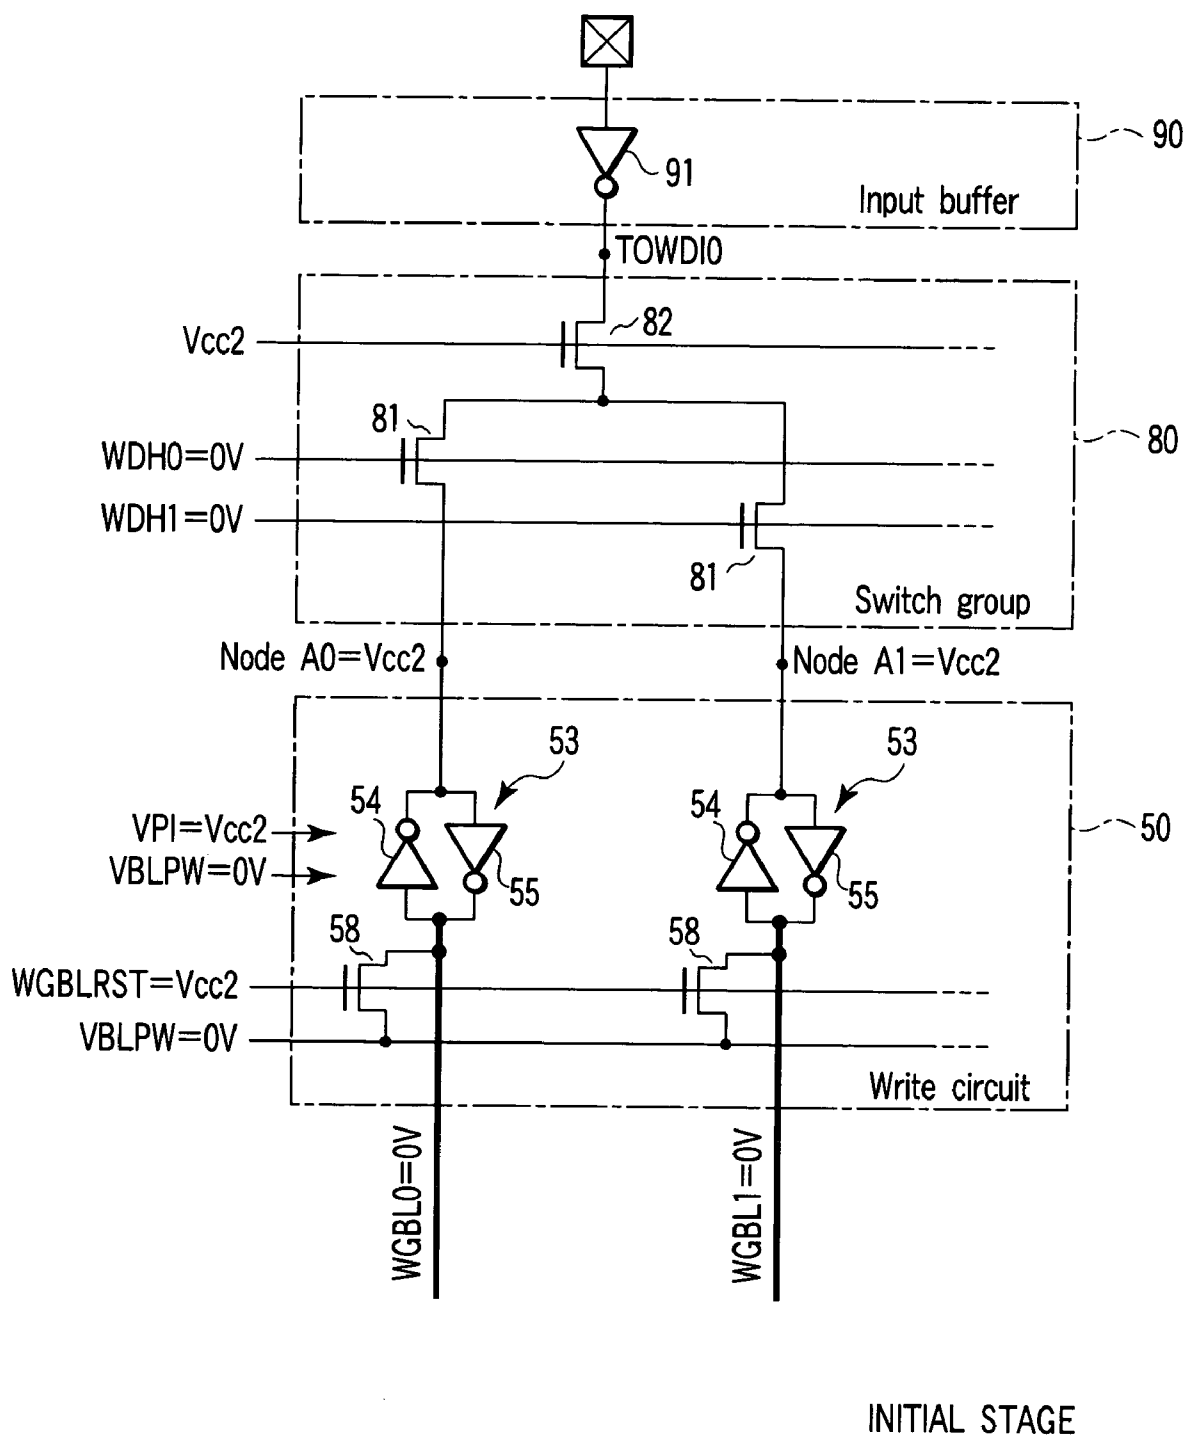 90
91
Input buffer
TOWDI0
Vcc2
82
81
80
WDH0=0V
WDH1=0V
81
Switch group
Node A0=Vcc2
Node A1=Vcc2
53
53
54
54
50
VPI=Vcc2
VBLPW=0V
55
55
58
58
WGBLRST=Vcc2
VBLPW=0V
Write circuit
WGBL0=0V
WGBL1=0V
INITIAL STAGE